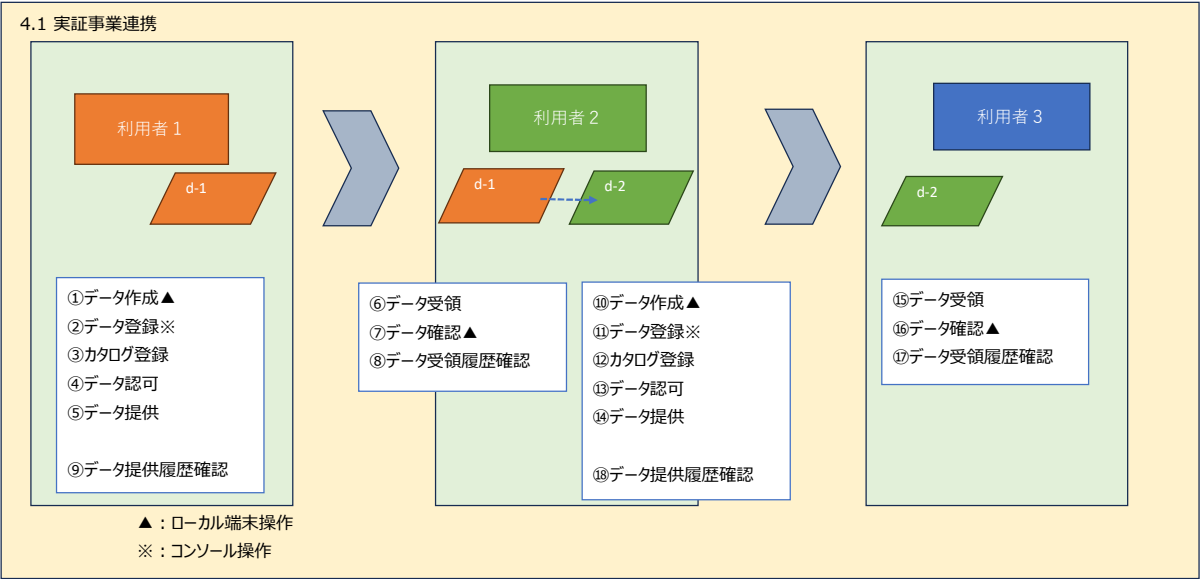 4.1 実証事業連携
利用者１
d-1
①データ作成▲
②データ登録※
③カタログ登録
④データ認可
⑤データ提供
⑨データ提供履歴確認
利用者２
d-1
d-2
⑥データ受領
⑦データ確認▲
⑧データ受領履歴確認
⑩データ作成▲
⑪データ登録※
⑫カタログ登録
⑬データ認可
⑭データ提供
⑱データ提供履歴確認
利用者３
d-2
⑮データ受領
⑯データ確認▲
⑰データ受領履歴確認
▲：ローカル端末操作
※：コンソール操作